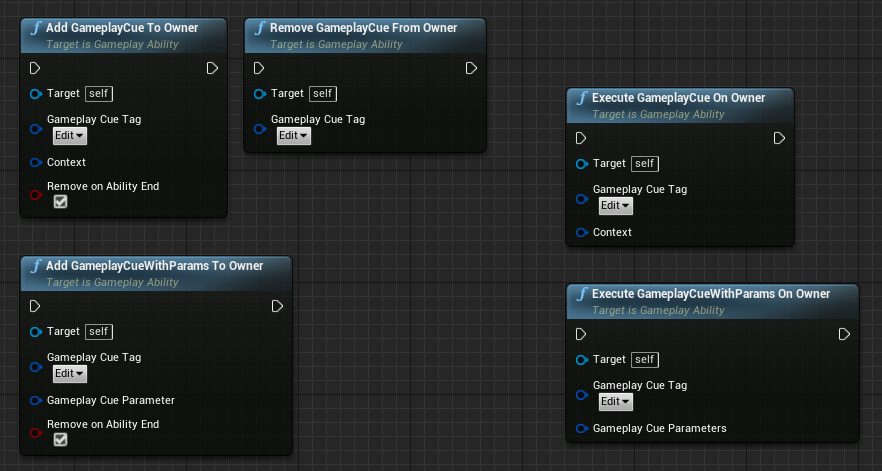 Add GameplayCue To Owner
Target is Gameplay Ability
Target self
Gameplay Cue Tag
Edit
Context
Remove on Ability End
Remove GameplayCue From Owner
Target is Gameplay Ability
Target self
Gameplay Cue Tag
Edit
Execute GameplayCue On Owner
Target is Gameplay Ability
Target self
Gameplay Cue Tag
Edit
Context
Add GameplayCueWithParams To Owner
Target is Gameplay Ability
Target self
Gameplay Cue Tag
Edit
Gameplay Cue Parameter
Remove on Ability End
Execute GameplayCueWithParams On Owner
Target is Gameplay Ability
Target self
Gameplay Cue Tag
Edit
Gameplay Cue Parameters